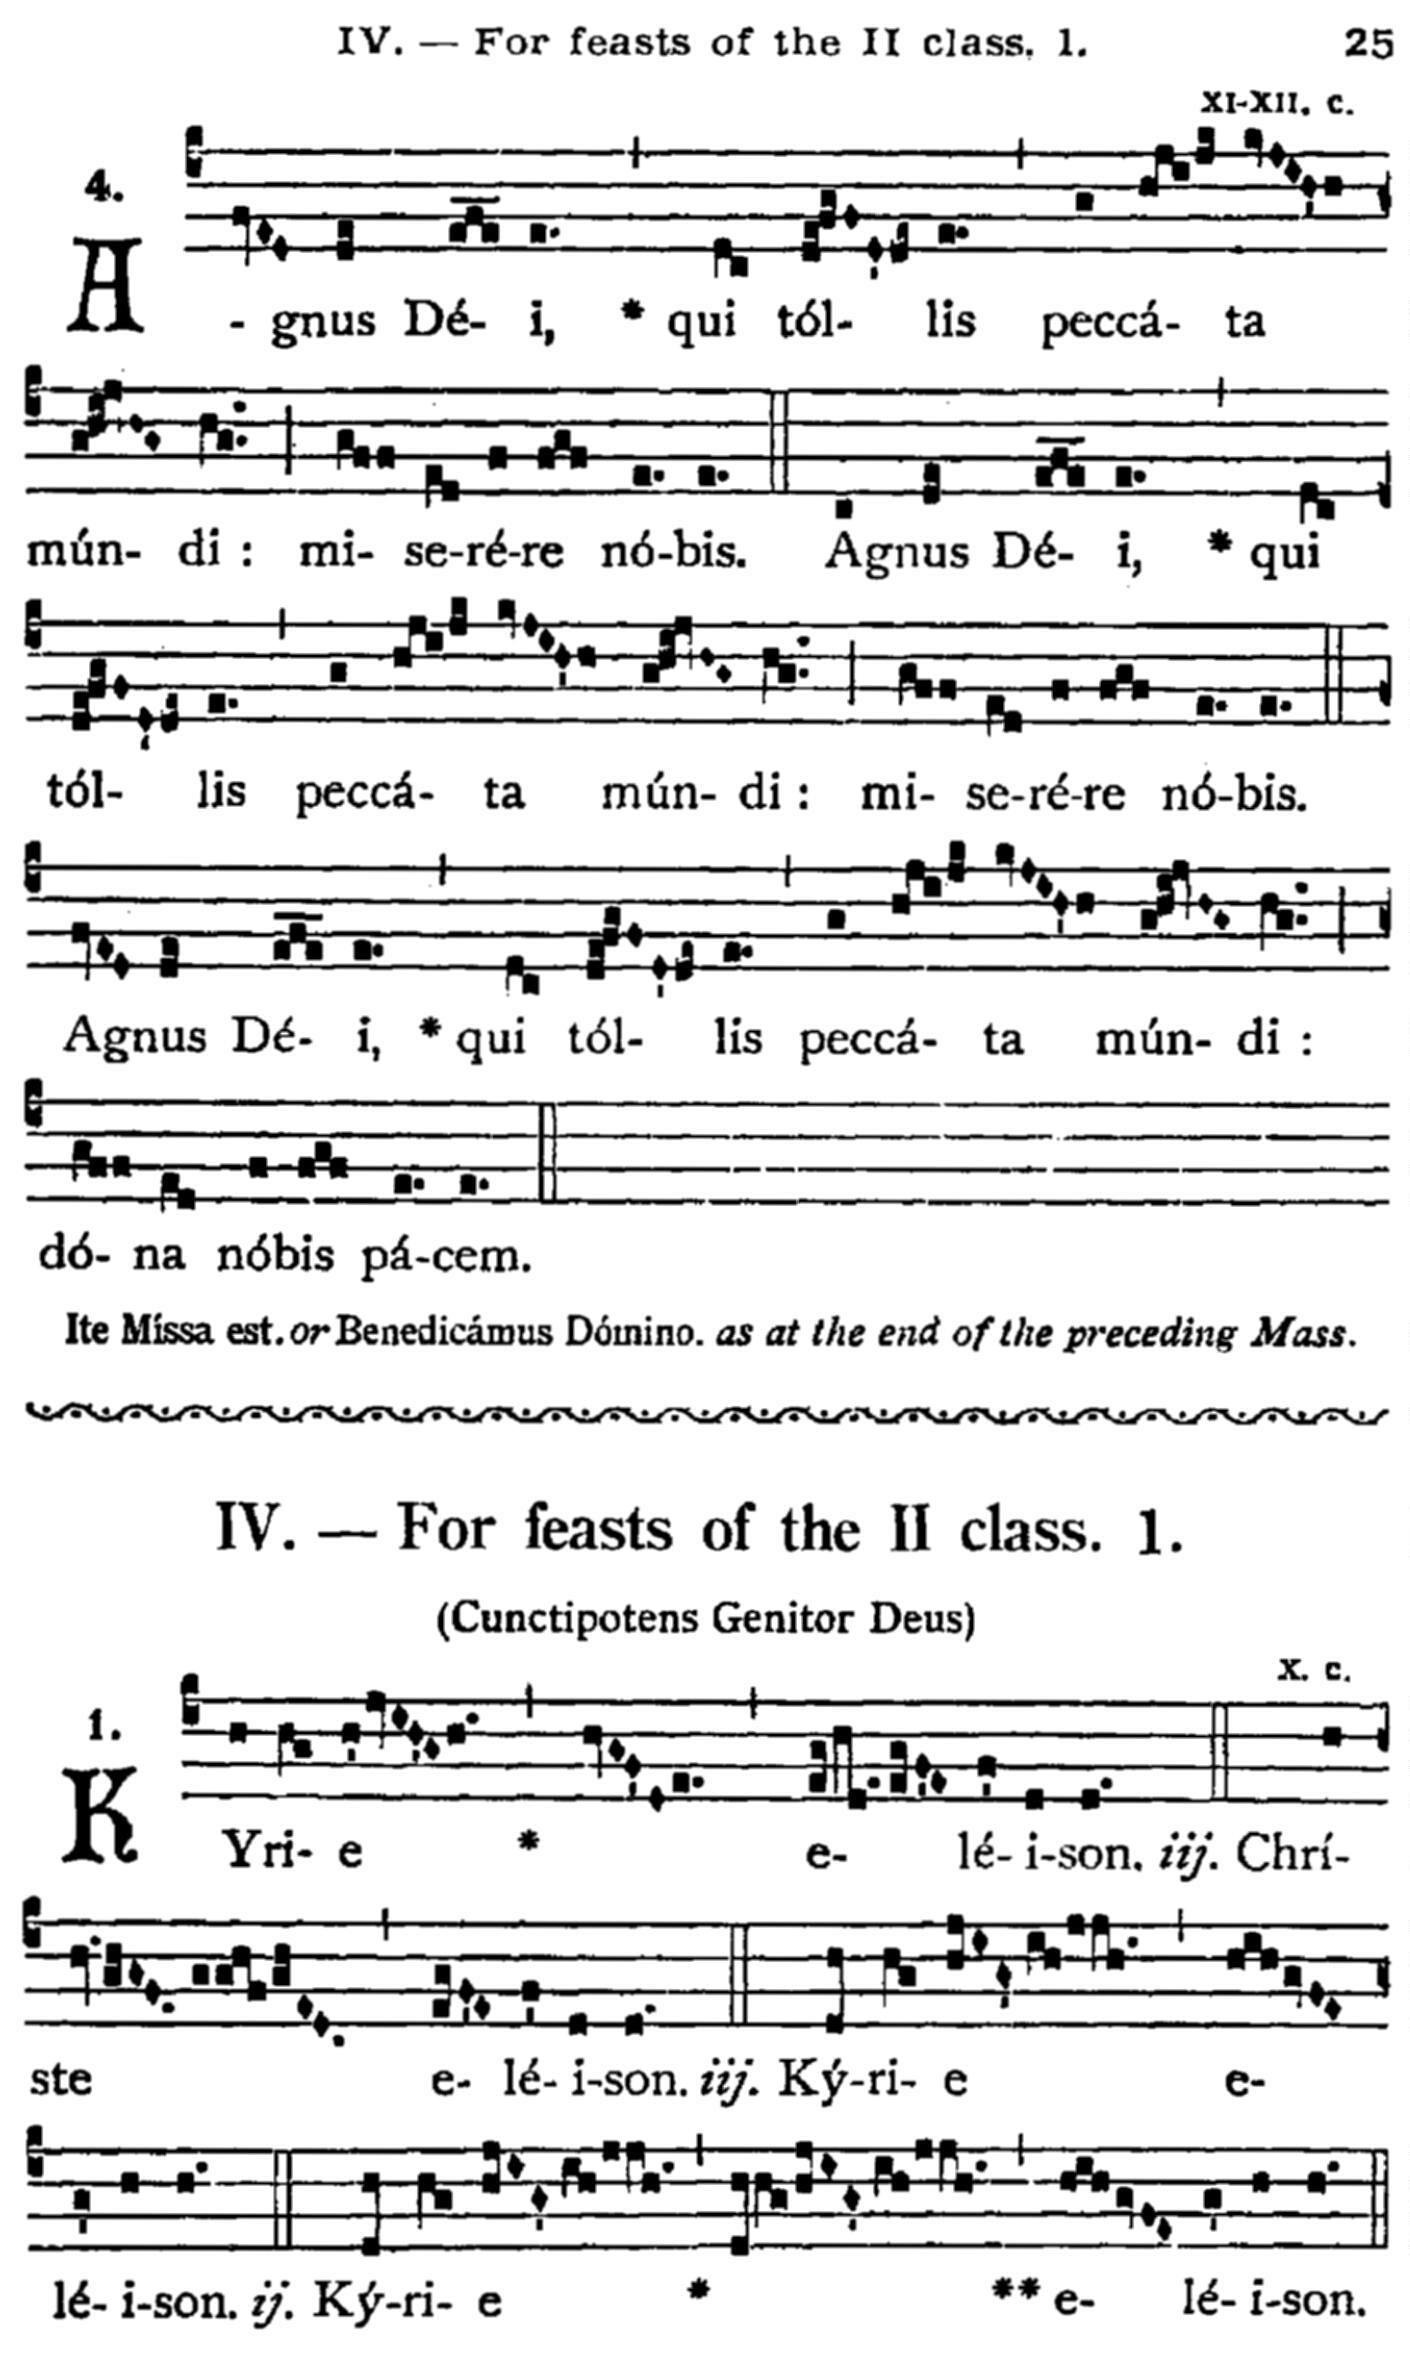 IV. — For feasts of the II class. 1. 25
XI-XII. c.
4.
A - gnus Dé- i, * qui tól- lis peccá- ta
mún- di : mi- se-ré-re nó-bis. Agnus Dé- i, * qui
tól- lis peccá- ta mún- di : mi- se-ré-re nó-bis.
Agnus Dé- i, * qui tól- lis peccá- ta mún- di :
dó- na nóbis pá-cem.
Ite Míssa est. or Benedicámus Dómino. as at the end of the preceding Mass.
IV. — For feasts of the II class. 1.
(Cunctipotens Genitor Deus)
X. c.
1.
K Yri- e * e- lé- i-son. iij. Chrí-
ste e- lé- i-son. iij. Ký-ri- e e-
lé- i-son. ij. Ký-ri- e * ** e- lé- i-son.